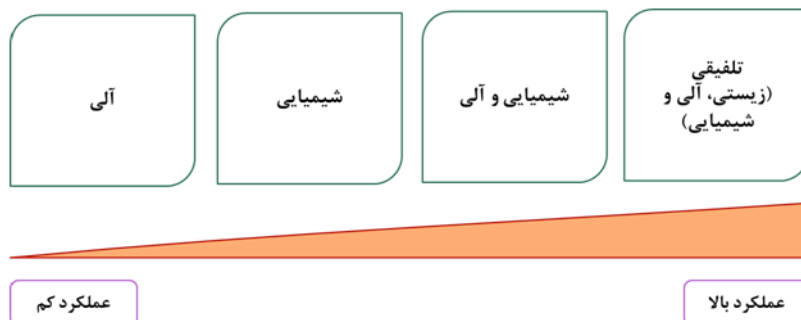 تلفیقی
(زیستی، آلی و
شیمیایی)
شیمیایی و آلی
شیمیایی
آلی
عملکرد بالا
عملکرد کم